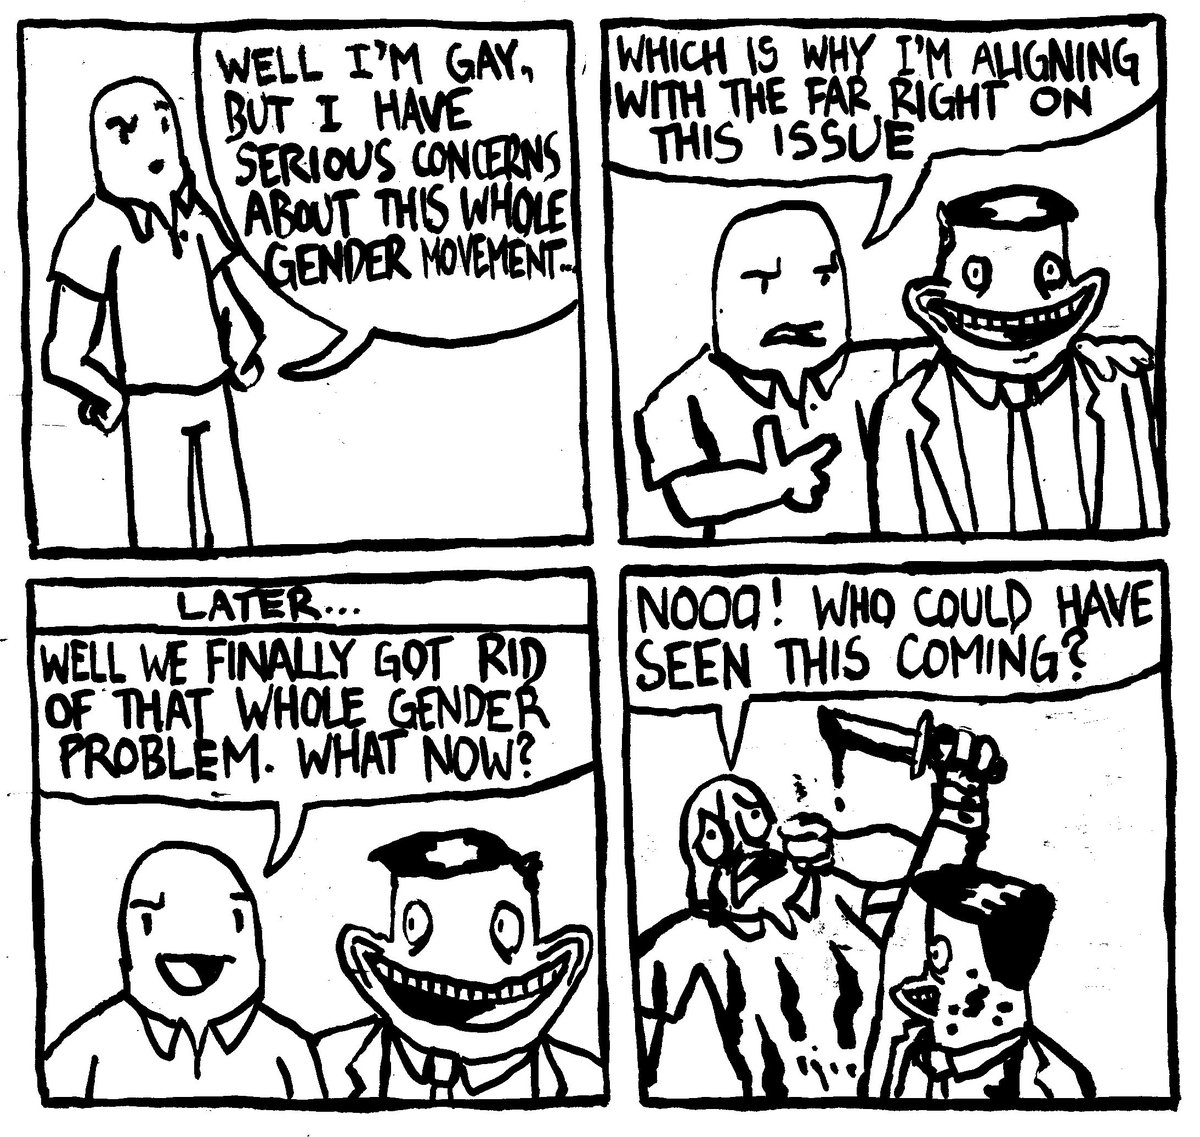 WELL I'M GAY,
BUT I HAVE
SERIOUS CONCERNS
ABOUT THIS WHOLE
GENDER MOVEMENT...
WHICH IS WHY I'M ALIGNING
WITH THE FAR RIGHT ON
THIS ISSUE
LATER...
WELL WE FINALLY GOT RID
OF THAT WHOLE GENDER
PROBLEM. WHAT NOW?
NOOO! WHO COULD HAVE
SEEN THIS COMING?